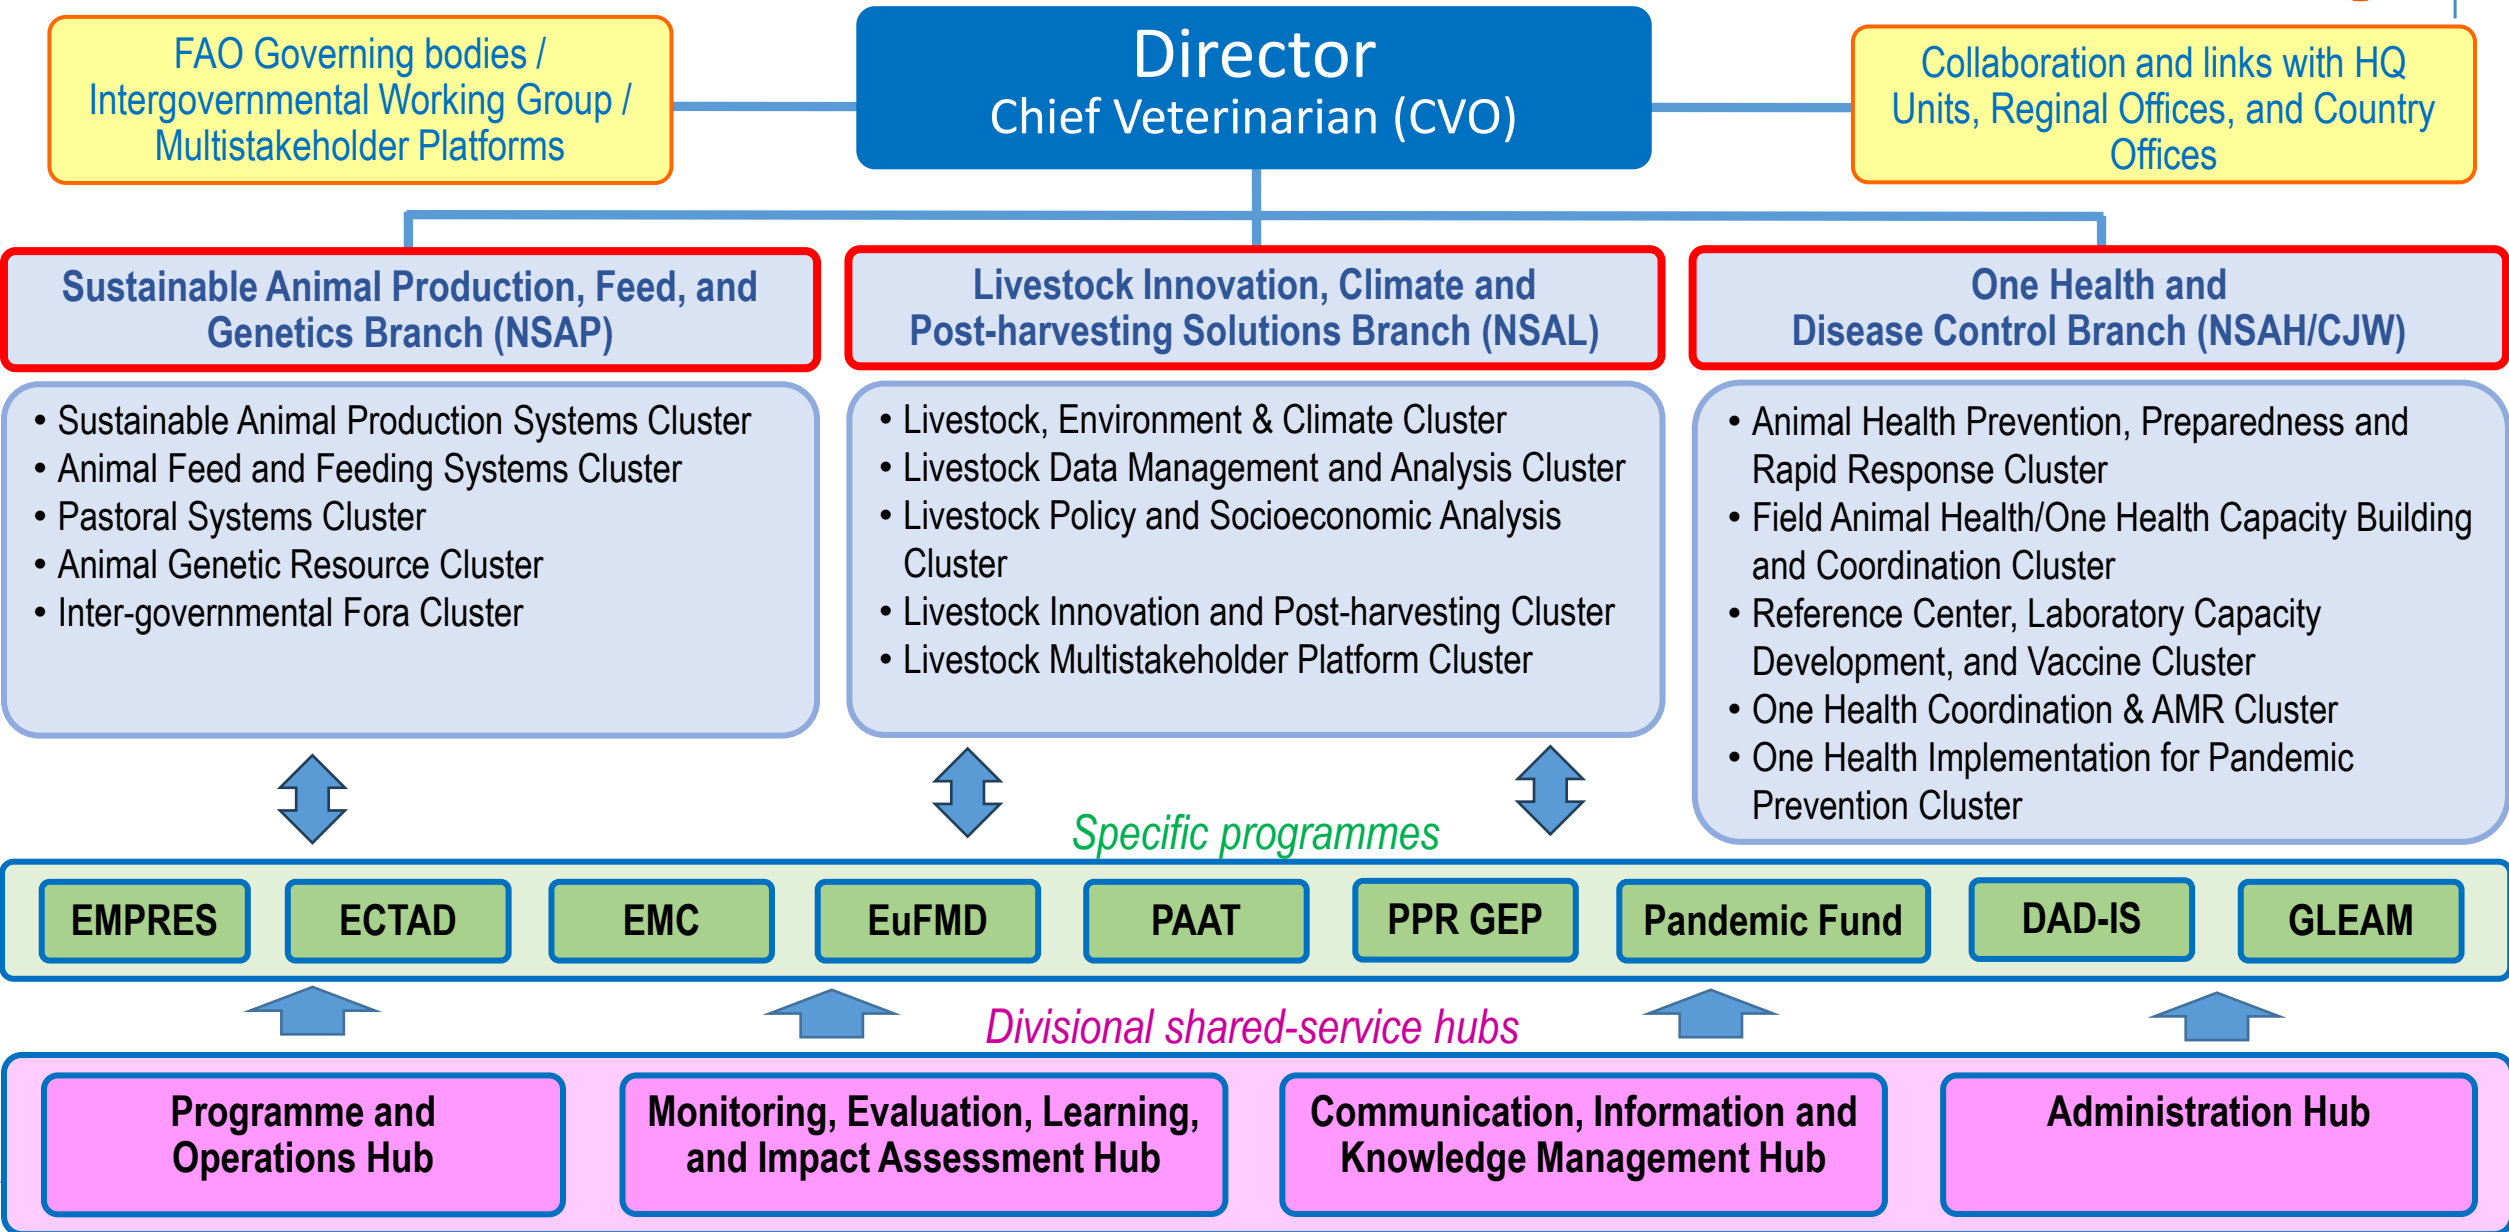 FAO Governing bodies /
Intergovernmental Working Group /
Multistakeholder Platforms
Director
Chief Veterinarian (CVO)
Collaboration and links with HQ
Units, Reginal Offices, and Country
Offices
Sustainable Animal Production, Feed, and
Genetics Branch (NSAP)
Livestock Innovation, Climate and
Post-harvesting Solutions Branch (NSAL)
One Health and
Disease Control Branch (NSAH/CJW)
• Sustainable Animal Production Systems Cluster
• Animal Feed and Feeding Systems Cluster
• Pastoral Systems Cluster
• Animal Genetic Resource Cluster
• Inter-governmental Fora Cluster
• Livestock, Environment & Climate Cluster
• Livestock Data Management and Analysis Cluster
• Livestock Policy and Socioeconomic Analysis
Cluster
• Livestock Innovation and Post-harvesting Cluster
• Livestock Multistakeholder Platform Cluster
• Animal Health Prevention, Preparedness and
Rapid Response Cluster
• Field Animal Health/One Health Capacity Building
and Coordination Cluster
• Reference Center, Laboratory Capacity
Development, and Vaccine Cluster
• One Health Coordination & AMR Cluster
• One Health Implementation for Pandemic
Prevention Cluster
Specific programmes
EMPRES
ECTAD
EMC
EuFMD
PAAT
PPR GEP
Pandemic Fund
DAD-IS
GLEAM
Divisional shared-service hubs
Programme and
Operations Hub
Monitoring, Evaluation, Learning,
and Impact Assessment Hub
Communication, Information and
Knowledge Management Hub
Administration Hub